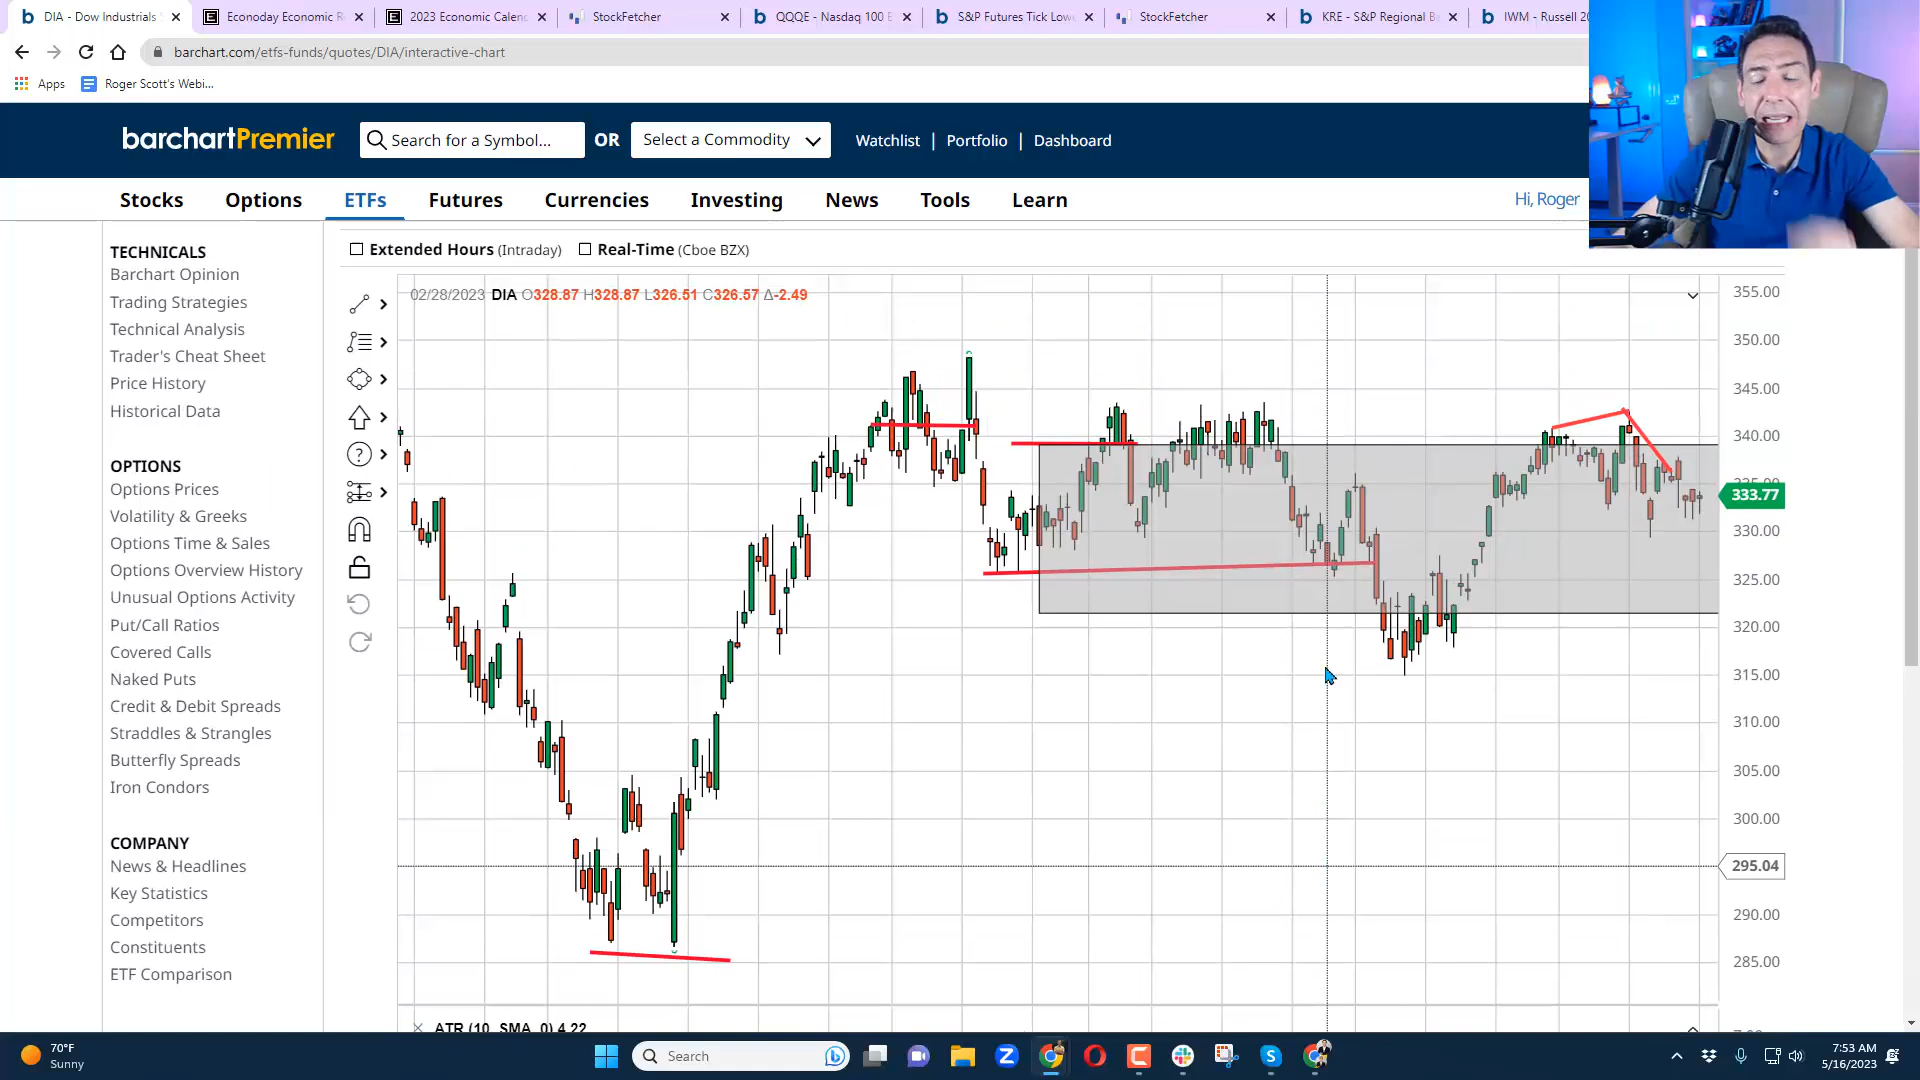 DIA - Dow Industrials
Econoday Economic R
2023 Economic Calen
StockFetcher
QQQE - Nasdaq 100 E
S&P Futures Tick Low
StockFetcher
KRE - S&P Regional B
IWM - Russell 20
barchart.com/etfs-funds/quotes/DIA/interactive-chart
Apps
Roger Scott's Webi...
barchartPremier
Search for a Symbol...
OR
Select a Commodity
Watchlist | Portfolio | Dashboard
Stocks
Options
ETFs
Futures
Currencies
Investing
News
Tools
Learn
Hi, Roger
TECHNICALS
Barchart Opinion
Trading Strategies
Technical Analysis
Trader's Cheat Sheet
Price History
Historical Data
OPTIONS
Options Prices
Volatility & Greeks
Options Time & Sales
Options Overview History
Unusual Options Activity
Put/Call Ratios
Covered Calls
Naked Puts
Credit & Debit Spreads
Straddles & Strangles
Butterfly Spreads
Iron Condors
COMPANY
News & Headlines
Key Statistics
Competitors
Constituents
ETF Comparison
Extended Hours (Intraday)
Real-Time (Cboe BZX)
02/28/2023 DIA O328.87 H328.87 L326.51 C326.57 Δ-2.49
355.00
350.00
345.00
340.00
333.77
330.00
325.00
320.00
315.00
310.00
305.00
300.00
295.04
290.00
285.00
ATR (10, SMA, 0) 4.22
70°F
Sunny
Search
7:53 AM
5/16/2023